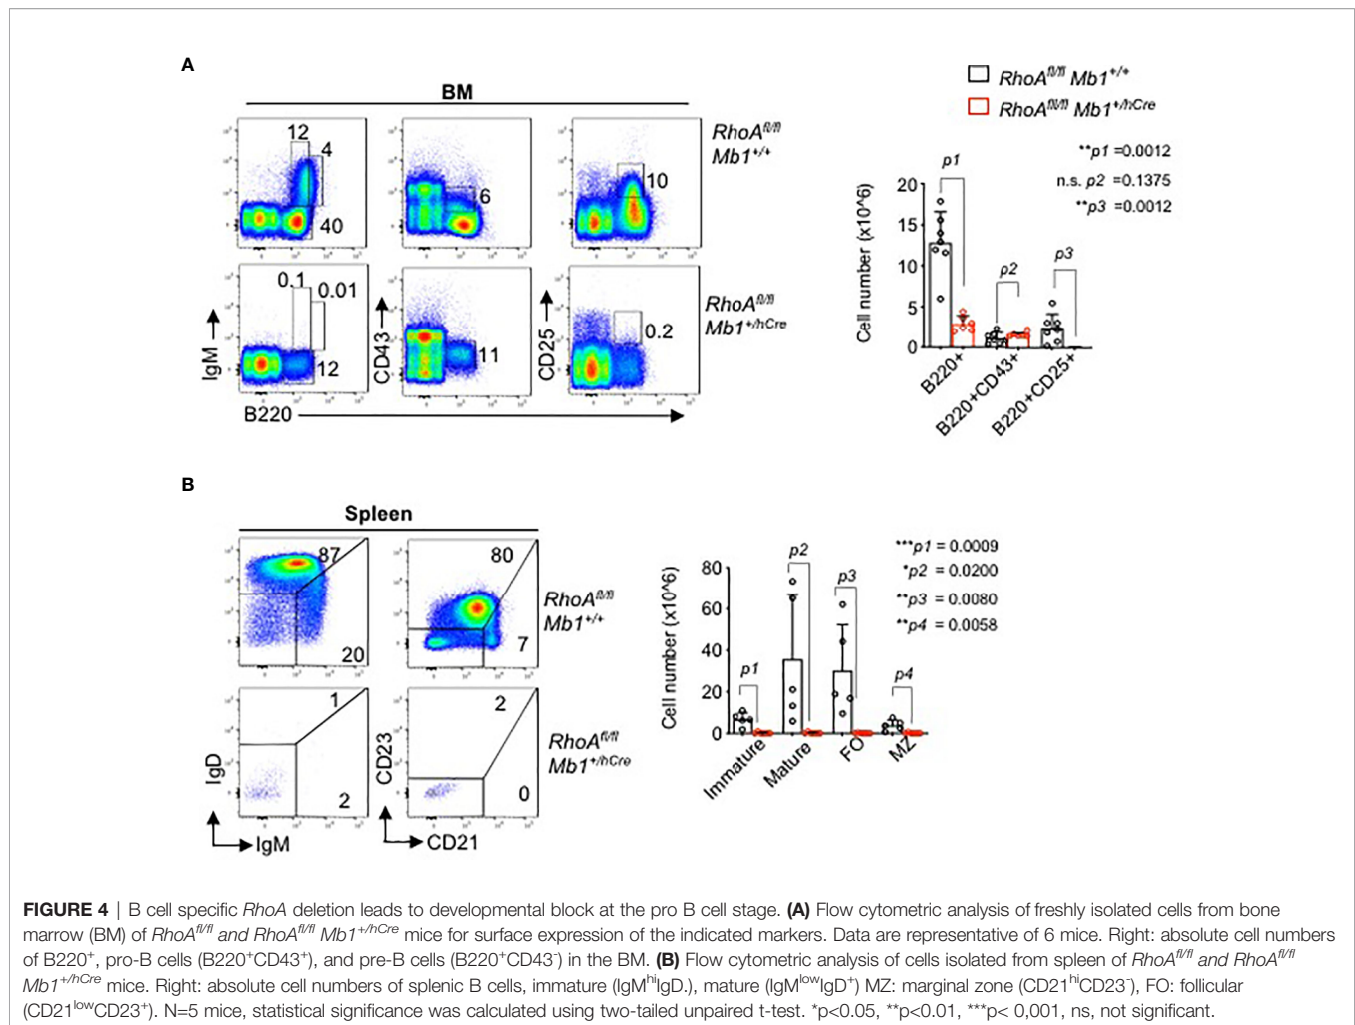 A
BM
RhoAfl/fl Mb1+/+
RhoAfl/fl Mb1+/hCre
12
4
40
6
10
RhoAfl/fl
Mb1+/+
0.1
0.01
12
11
0.2
RhoAfl/fl
Mb1+/hCre
IgM
CD43
CD25
B220
**p1 =0.0012
n.s. p2 =0.1375
**p3 =0.0012
Cell number (x10^6)
20
15
10
5
0
p1
p2
p3
B220+
B220+CD43+
B220+CD25+
B
Spleen
87
20
80
7
RhoAfl/fl
Mb1+/+
1
2
2
0
RhoAfl/fl
Mb1+/hCre
IgD
IgM
CD23
CD21
***p1 = 0.0009
*p2 = 0.0200
**p3 = 0.0080
**p4 = 0.0058
Cell number (x10^6)
80
60
40
20
0
p1
p2
p3
p4
Immature
Mature
FO
MZ
FIGURE 4 | B cell specific RhoA deletion leads to developmental block at the pro B cell stage. (A) Flow cytometric analysis of freshly isolated cells from bone
marrow (BM) of RhoAfl/fl and RhoAfl/fl Mb1+/hCre mice for surface expression of the indicated markers. Data are representative of 6 mice. Right: absolute cell numbers
of B220+, pro-B cells (B220+CD43+), and pre-B cells (B220+CD43-) in the BM. (B) Flow cytometric analysis of cells isolated from spleen of RhoAfl/fl and RhoAfl/fl
Mb1+/hCre mice. Right: absolute cell numbers of splenic B cells, immature (IgMhiIgD.), mature (IgMlowIgD+) MZ: marginal zone (CD21hiCD23-), FO: follicular
(CD21lowCD23+). N=5 mice, statistical significance was calculated using two-tailed unpaired t-test. *p<0.05, **p<0.01, ***p< 0,001, ns, not significant.